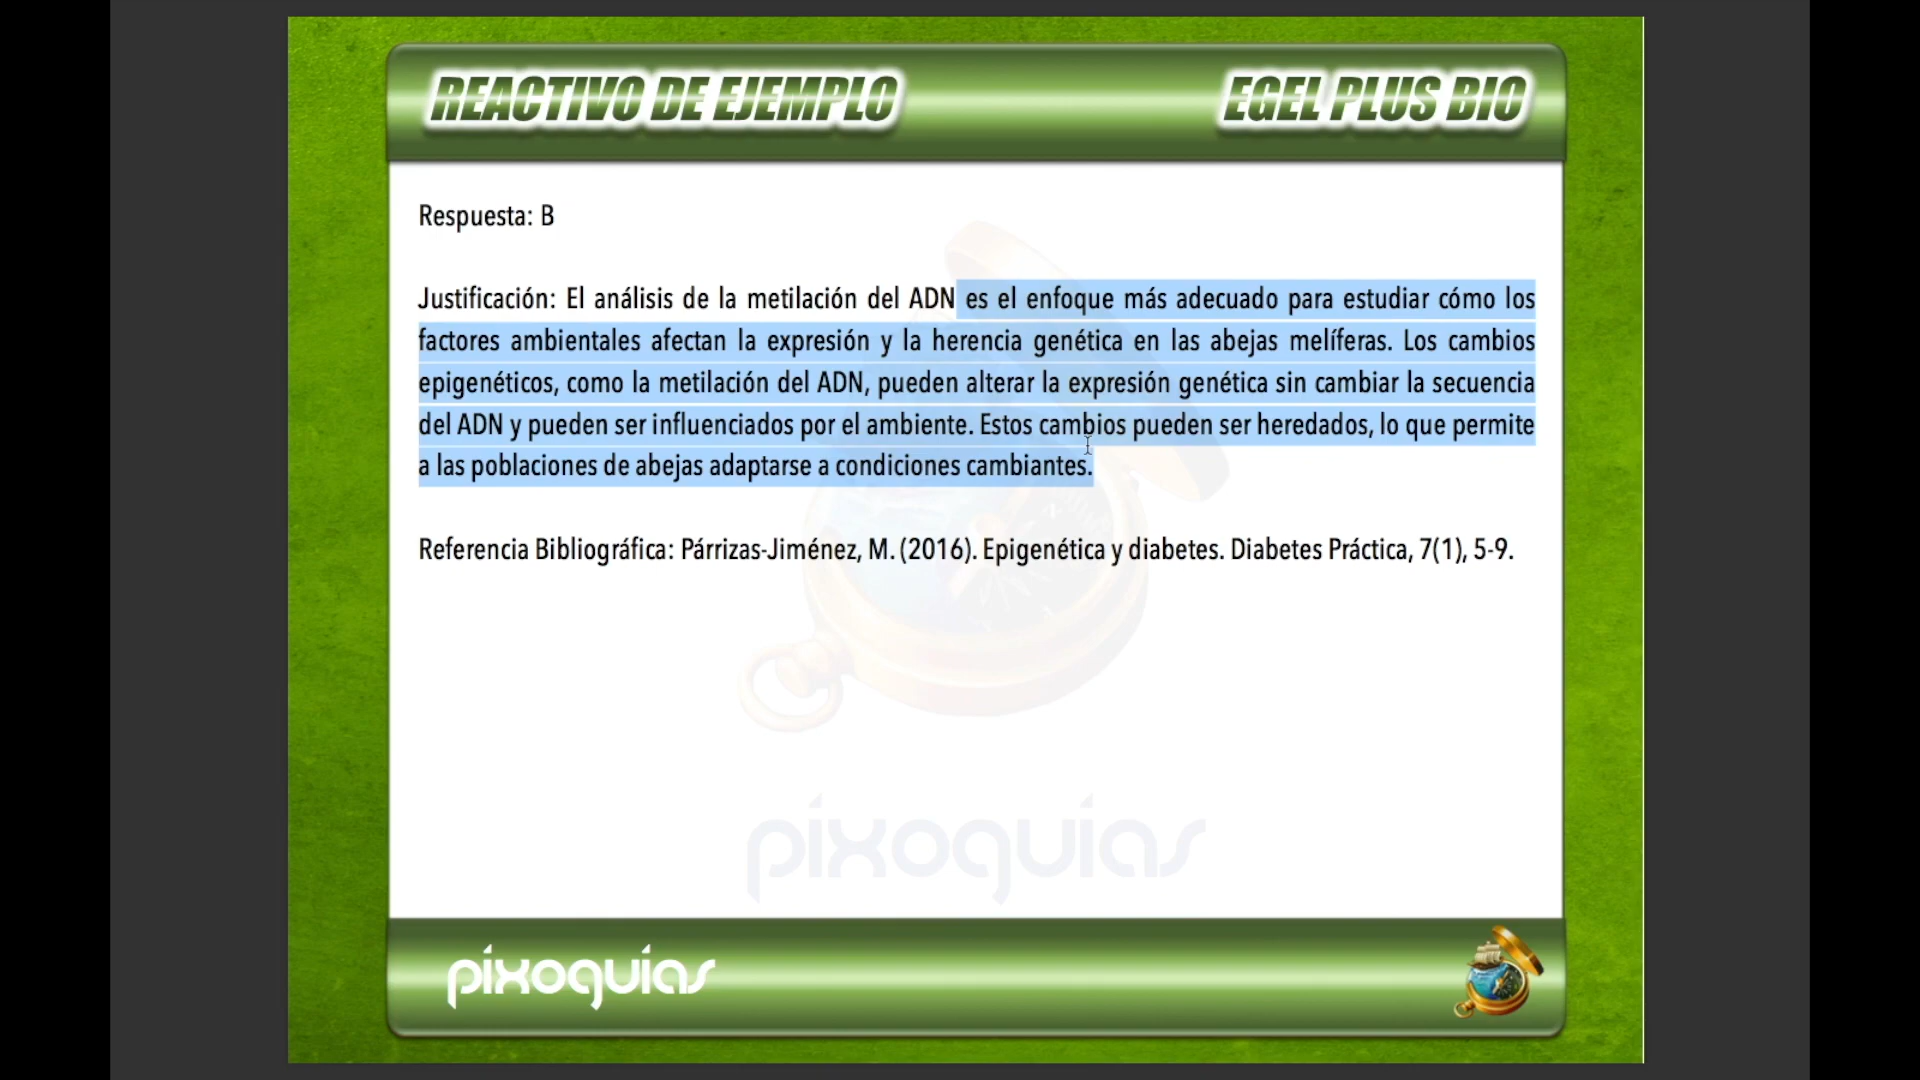 REACTIVO DE EJEMPLO
EGEL PLUS BIO
Respuesta: B
Justificación: El análisis de la metilación del ADN es el enfoque más adecuado para estudiar cómo los
factores ambientales afectan la expresión y la herencia genética en las abejas melíferas. Los cambios
epigenéticos, como la metilación del ADN, pueden alterar la expresión genética sin cambiar la secuencia
del ADN y pueden ser influenciados por el ambiente. Estos cambios pueden ser heredados, lo que permite
a las poblaciones de abejas adaptarse a condiciones cambiantes.
Referencia Bibliográfica: Párrizas-Jiménez, M. (2016). Epigenética y diabetes. Diabetes Práctica, 7(1), 5-9.
pixoguías
pixoguías